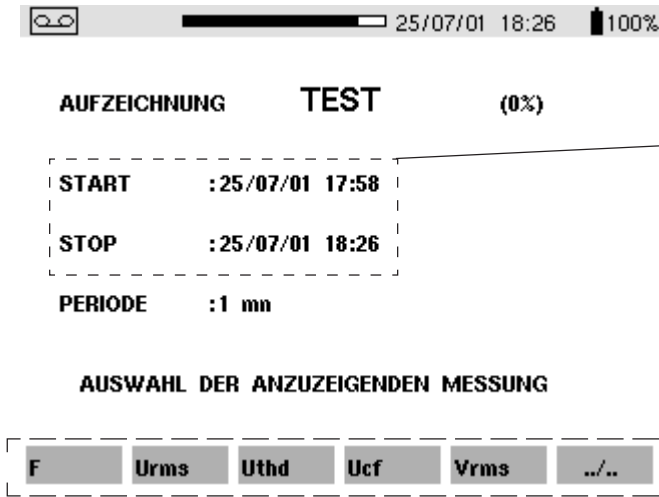 25/07/01 18:26 100%
AUFZEICHNUNG TEST (0%)
START :25/07/01 17:58
STOP :25/07/01 18:26
PERIODE :1 mn
AUSWAHL DER ANZUZEIGENDEN MESSUNG
F Urms Uthd Ucf Vrms ../..